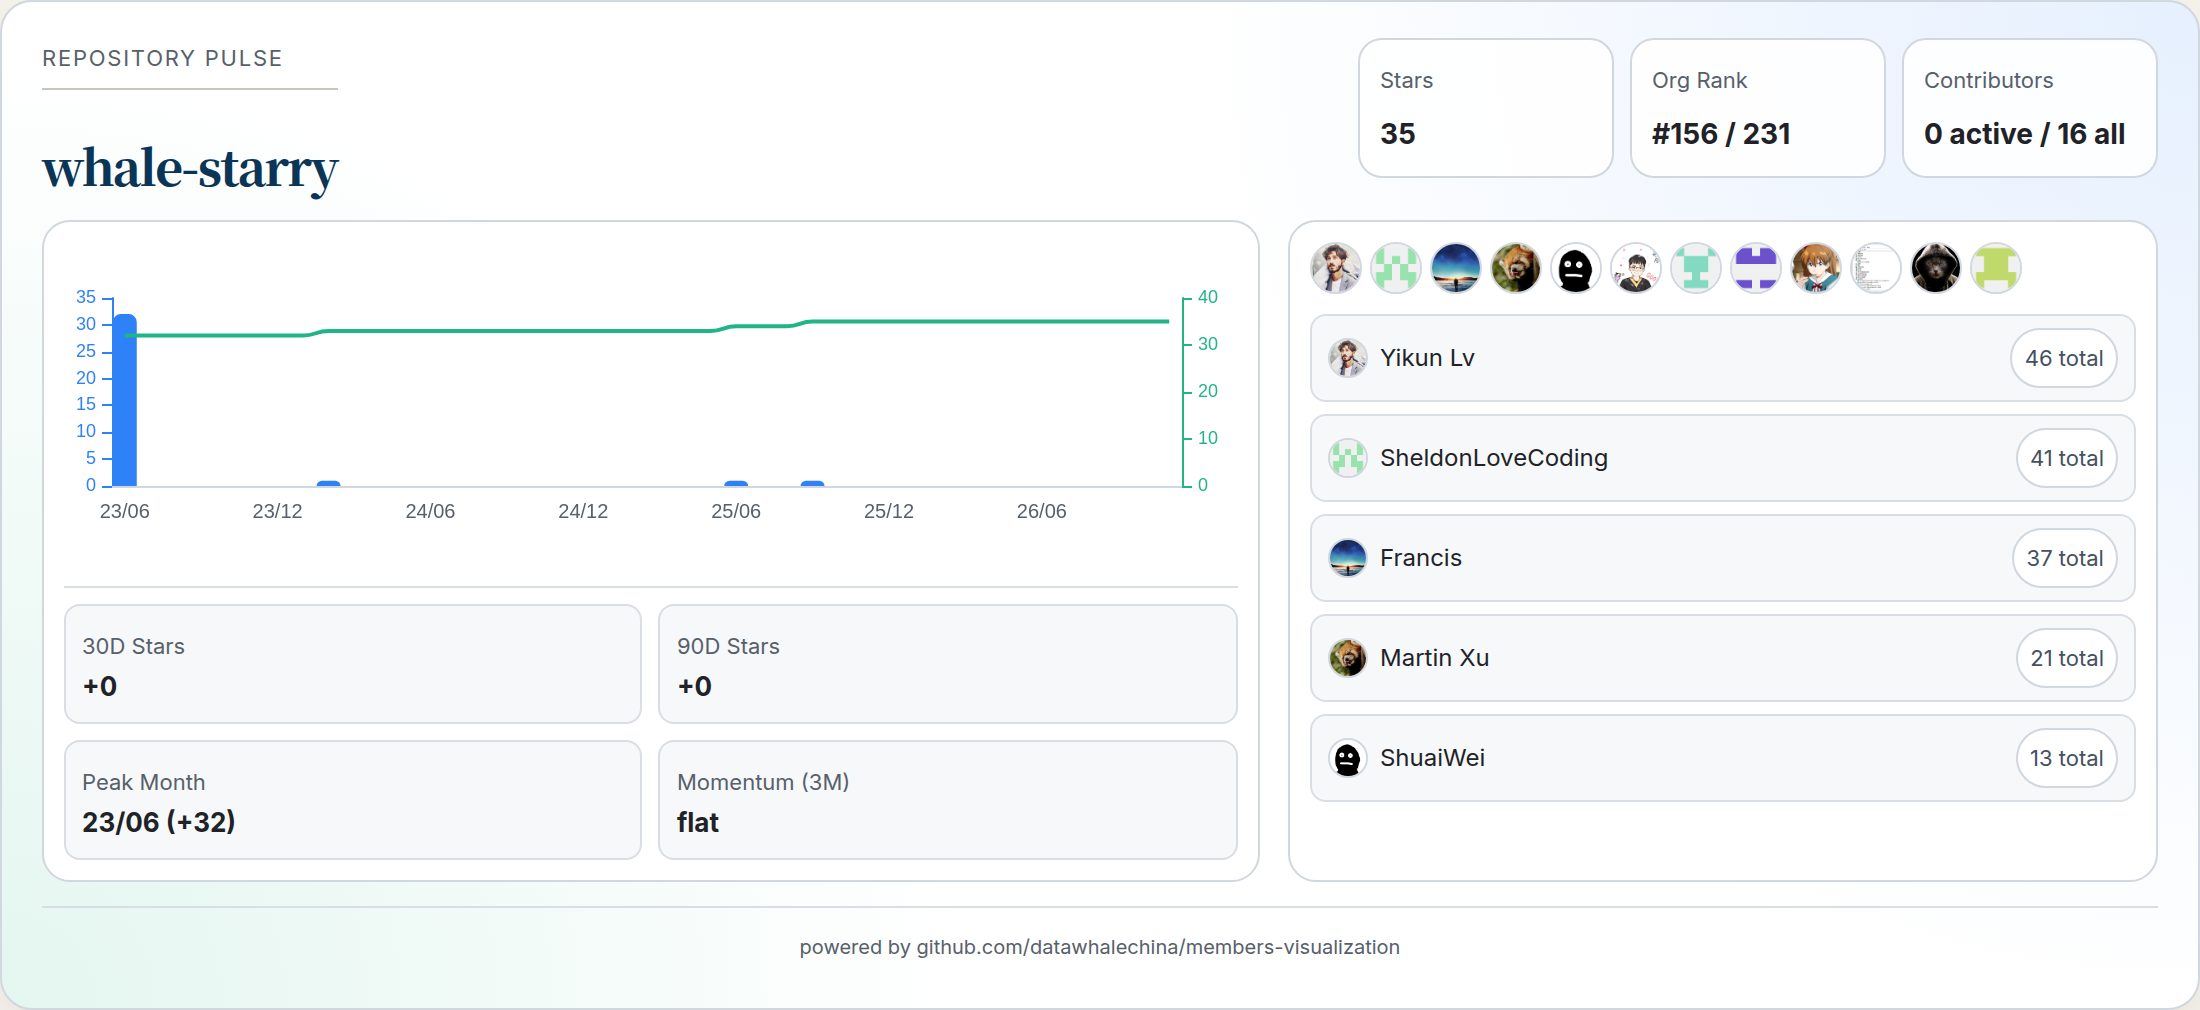 REPOSITORY PULSE
whale-starry
Stars
35
Org Rank
#156 / 231
Contributors
0 active / 16 all
35
30
25
20
15
10
5
0
40
30
20
10
0
23/06
23/12
24/06
24/12
25/06
25/12
26/06
30D Stars
+0
90D Stars
+0
Peak Month
23/06 (+32)
Momentum (3M)
flat
Yikun Lv
46 total
SheldonLoveCoding
41 total
Francis
37 total
Martin Xu
21 total
ShuaiWei
13 total
powered by github.com/datawhalechina/members-visualization